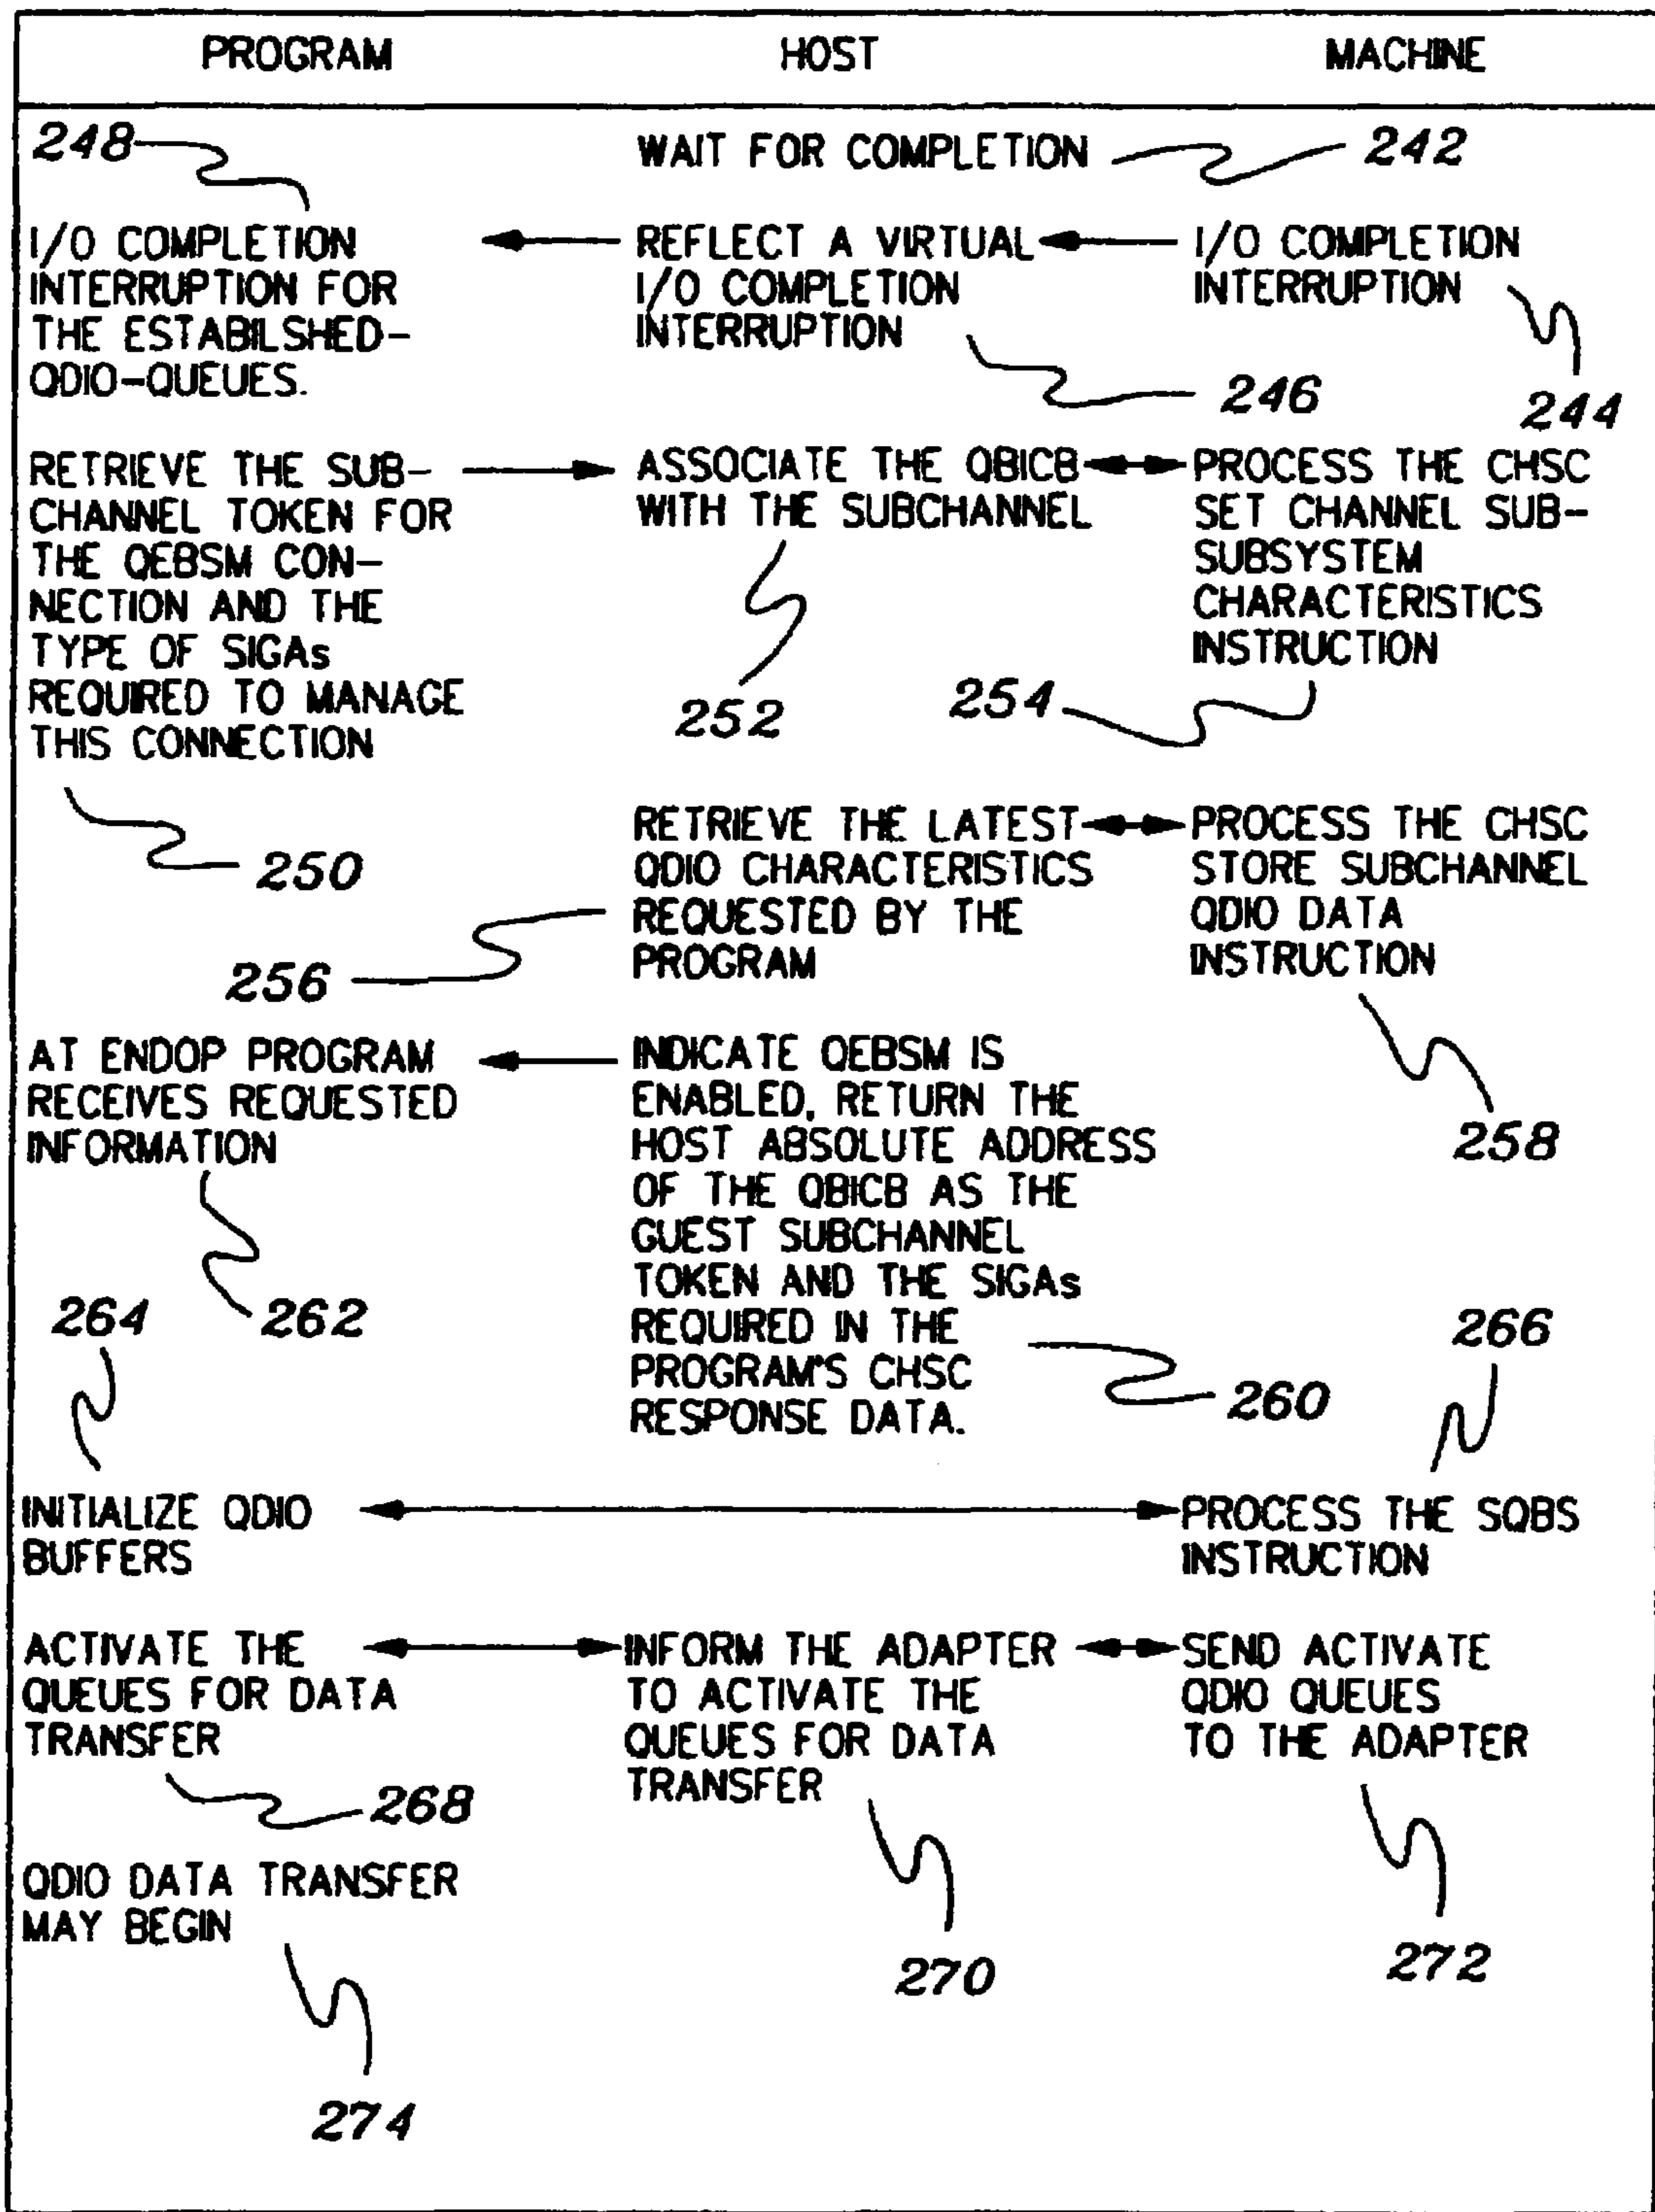 PROGRAM HOST MACHINE
248 WAIT FOR COMPLETION 242
I/O COMPLETION
INTERRUPTION FOR
THE ESTABILSHED-
QDIO-QUEUES.
REFLECT A VIRTUAL
I/O COMPLETION
INTERRUPTION
I/O COMPLETION
INTERRUPTION
246
244
RETRIEVE THE SUB-
CHANNEL TOKEN FOR
THE QEBSM CON-
NECTION AND THE
TYPE OF SIGAs
REQUIRED TO MANAGE
THIS CONNECTION
ASSOCIATE THE QBICB
WITH THE SUBCHANNEL
PROCESS THE CHSC
SET CHANNEL SUB-
SUBSYSTEM
CHARACTERISTICS
INSTRUCTION
252
254
250
RETRIEVE THE LATEST
QDIO CHARACTERISTICS
REQUESTED BY THE
PROGRAM
PROCESS THE CHSC
STORE SUBCHANNEL
QDIO DATA
INSTRUCTION
256
258
AT ENDOP PROGRAM
RECEIVES REQUESTED
INFORMATION
INDICATE QEBSM IS
ENABLED, RETURN THE
HOST ABSOLUTE ADDRESS
OF THE QBICB AS THE
GUEST SUBCHANNEL
TOKEN AND THE SIGAs
REQUIRED IN THE
PROGRAM'S CHSC
RESPONSE DATA.
264
262
266
260
INITIALIZE QDIO
BUFFERS
PROCESS THE SQBS
INSTRUCTION
ACTIVATE THE
QUEUES FOR DATA
TRANSFER
INFORM THE ADAPTER
TO ACTIVATE THE
QUEUES FOR DATA
TRANSFER
SEND ACTIVATE
QDIO QUEUES
TO THE ADAPTER
268
QDIO DATA TRANSFER
MAY BEGIN
270
272
274